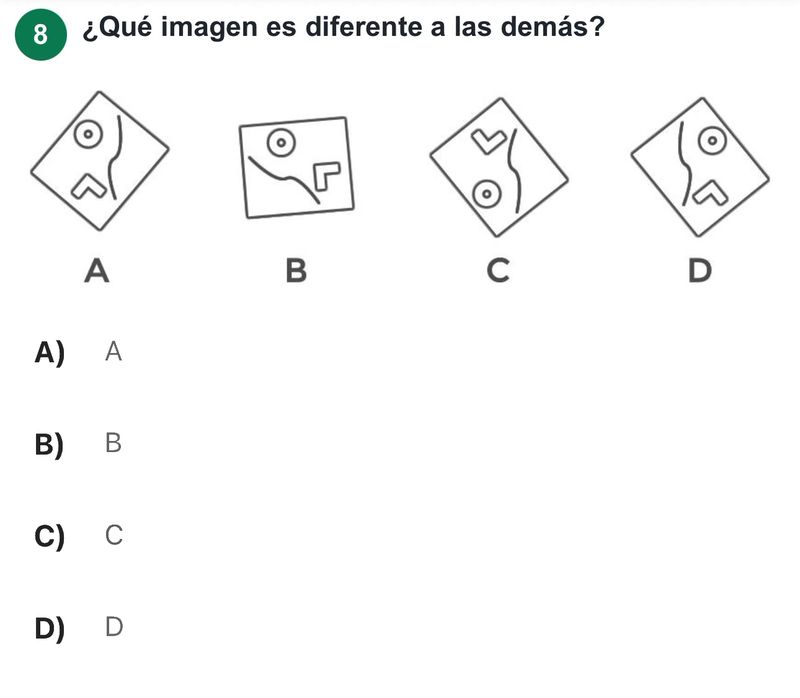 8 ¿Qué imagen es diferente a las demás?
A B C D
A) A
B) B
C) C
D) D